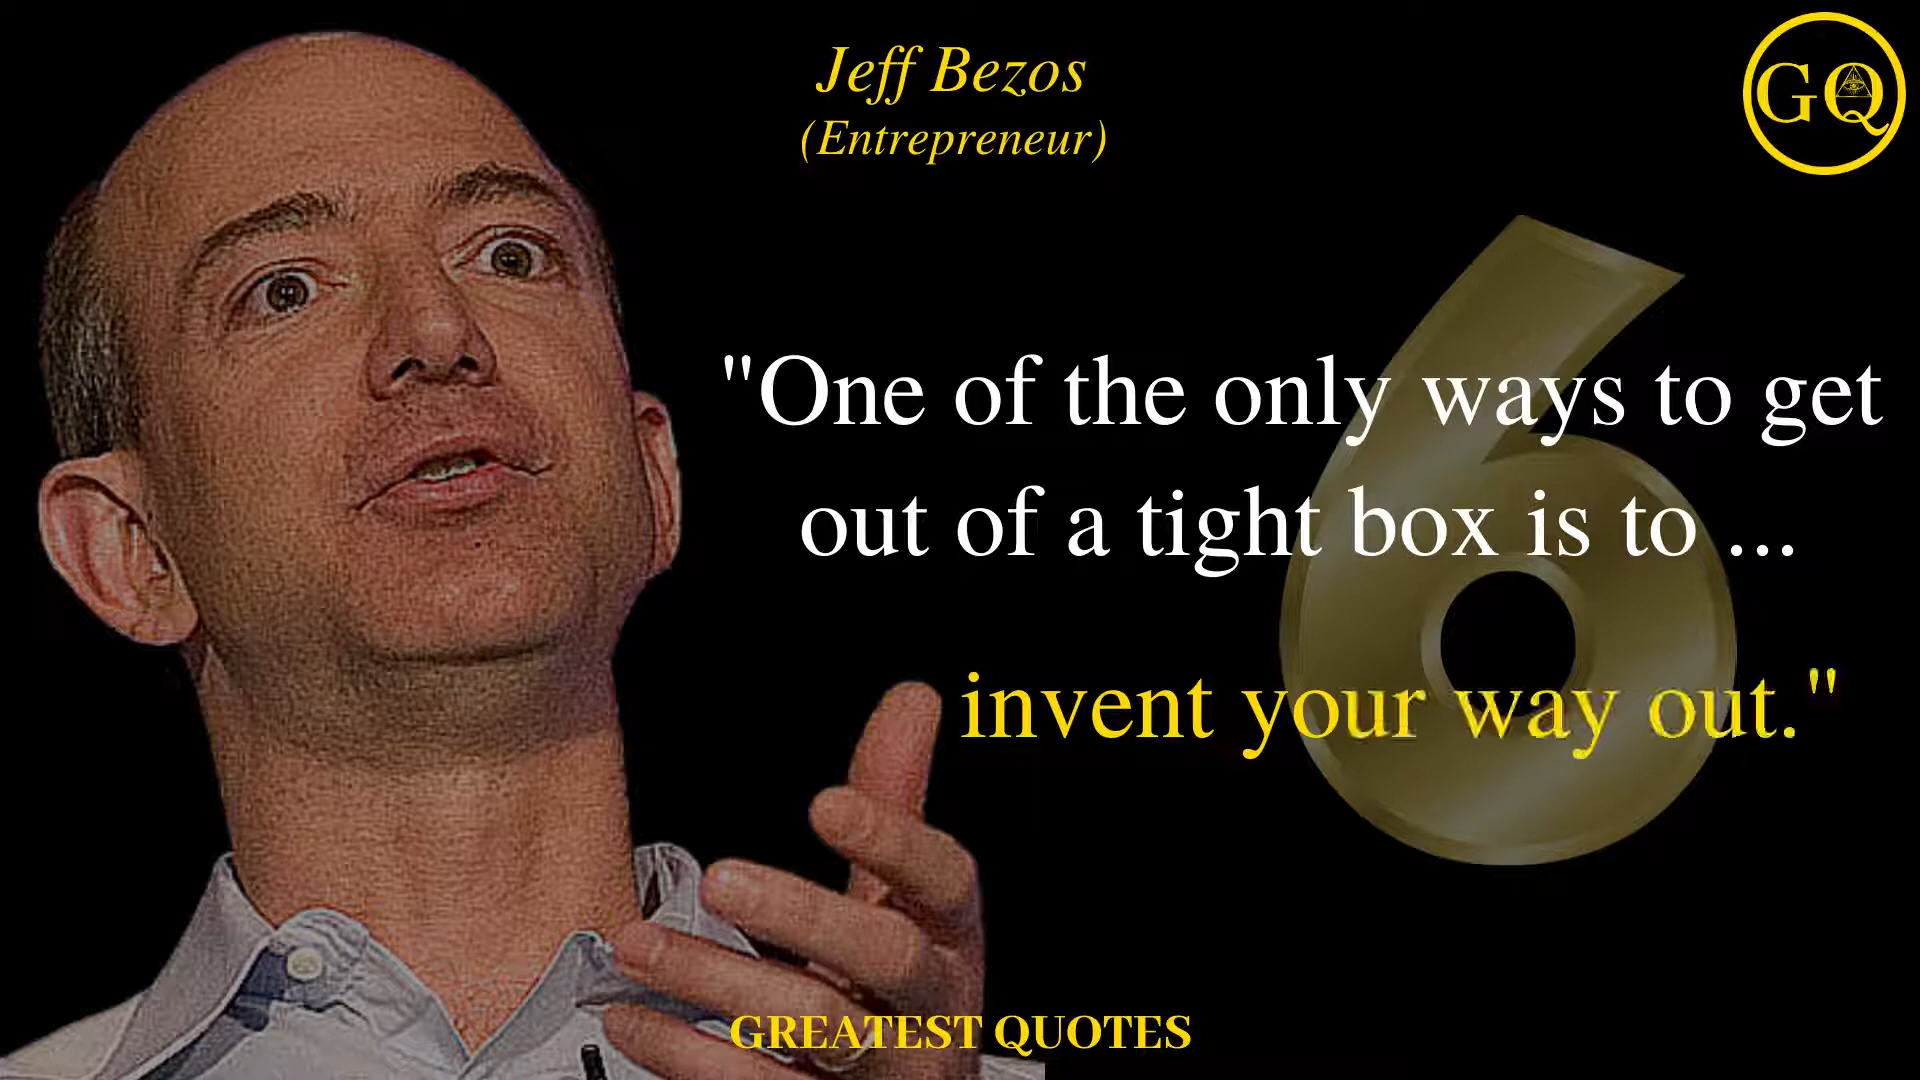 Jeff Bezos
(Entrepreneur)
GQ
6
"One of the only ways to get
out of a tight box is to ...
invent your way out."
GREATEST QUOTES